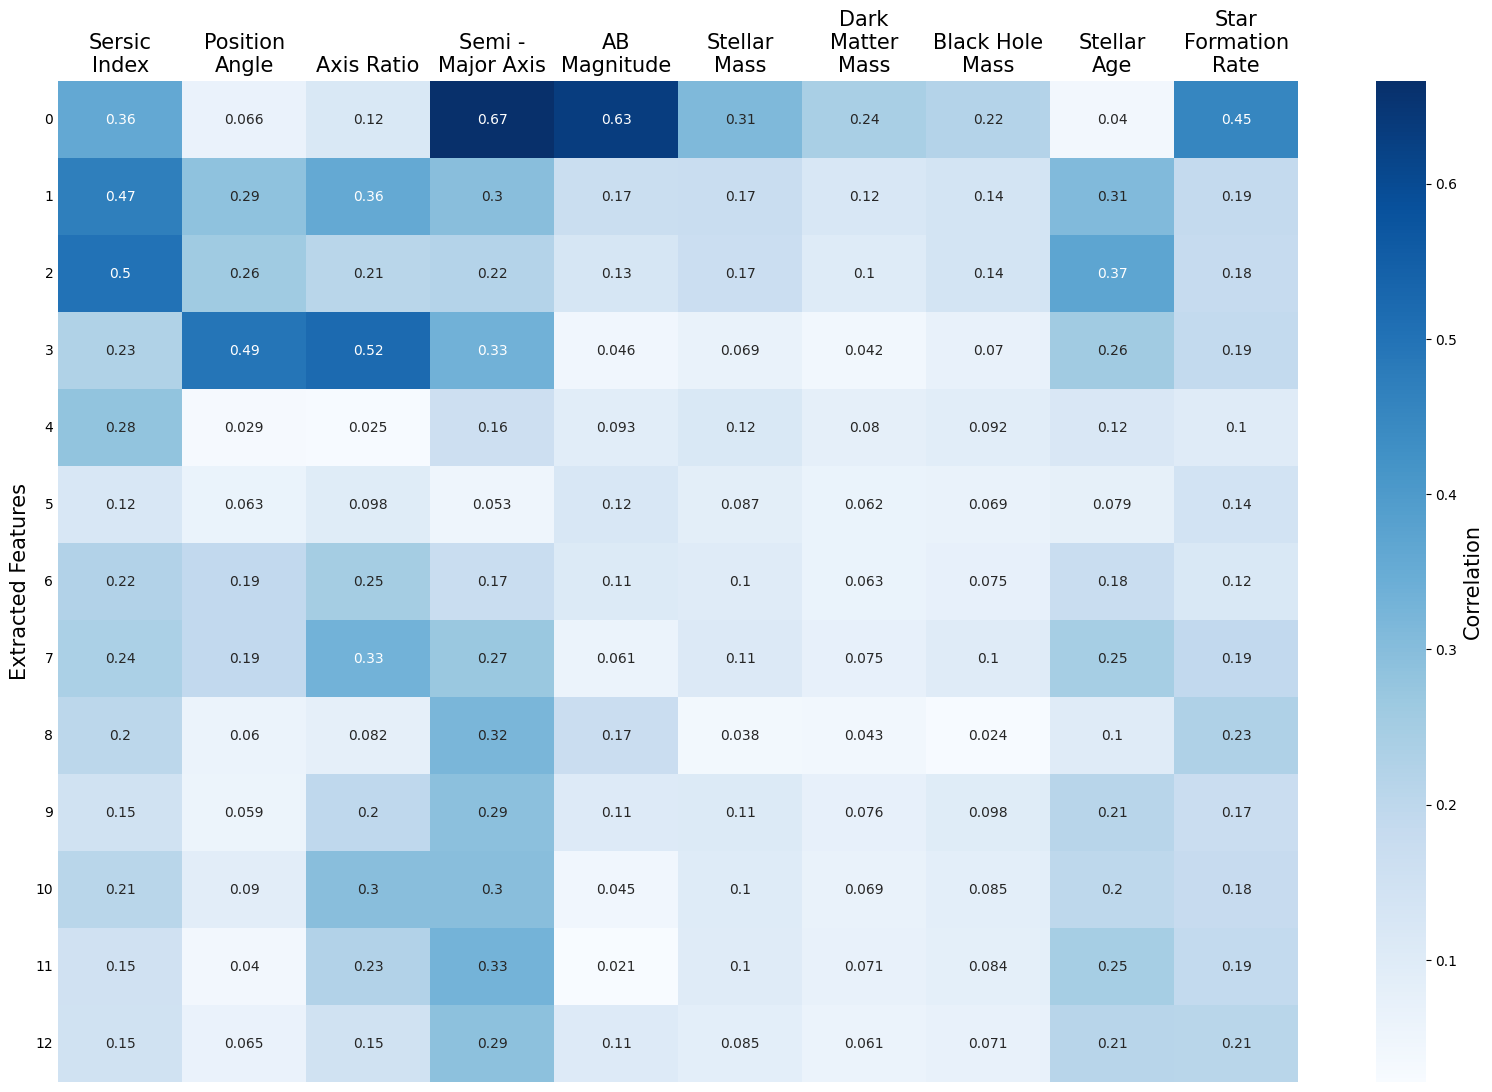 Sersic
Index
Position
Angle
Axis Ratio
Semi -
Major Axis
AB
Magnitude
Stellar
Mass
Dark
Matter
Mass
Black Hole
Mass
Stellar
Age
Star
Formation
Rate
Extracted Features
0 0.36 0.066 0.12 0.67 0.63 0.31 0.24 0.22 0.04 0.45
1 0.47 0.29 0.36 0.3 0.17 0.17 0.12 0.14 0.31 0.19
2 0.5 0.26 0.21 0.22 0.13 0.17 0.1 0.14 0.37 0.18
3 0.23 0.49 0.52 0.33 0.046 0.069 0.042 0.07 0.26 0.19
4 0.28 0.029 0.025 0.16 0.093 0.12 0.08 0.092 0.12 0.1
5 0.12 0.063 0.098 0.053 0.12 0.087 0.062 0.069 0.079 0.14
6 0.22 0.19 0.25 0.17 0.11 0.1 0.063 0.075 0.18 0.12
7 0.24 0.19 0.33 0.27 0.061 0.11 0.075 0.1 0.25 0.19
8 0.2 0.06 0.082 0.32 0.17 0.038 0.043 0.024 0.1 0.23
9 0.15 0.059 0.2 0.29 0.11 0.11 0.076 0.098 0.21 0.17
10 0.21 0.09 0.3 0.3 0.045 0.1 0.069 0.085 0.2 0.18
11 0.15 0.04 0.23 0.33 0.021 0.1 0.071 0.084 0.25 0.19
12 0.15 0.065 0.15 0.29 0.11 0.085 0.061 0.071 0.21 0.21
0.6
0.5
0.4
0.3
0.2
0.1
Correlation